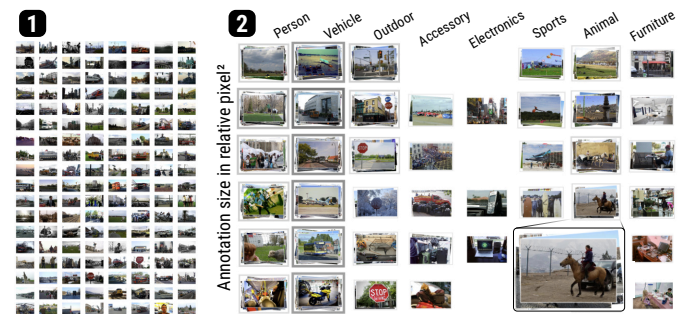 1
2
Person
Vehicle
Outdoor
Accessory
Electronics
Sports
Animal
Furniture
Annotation size in relative pixel²
STOP